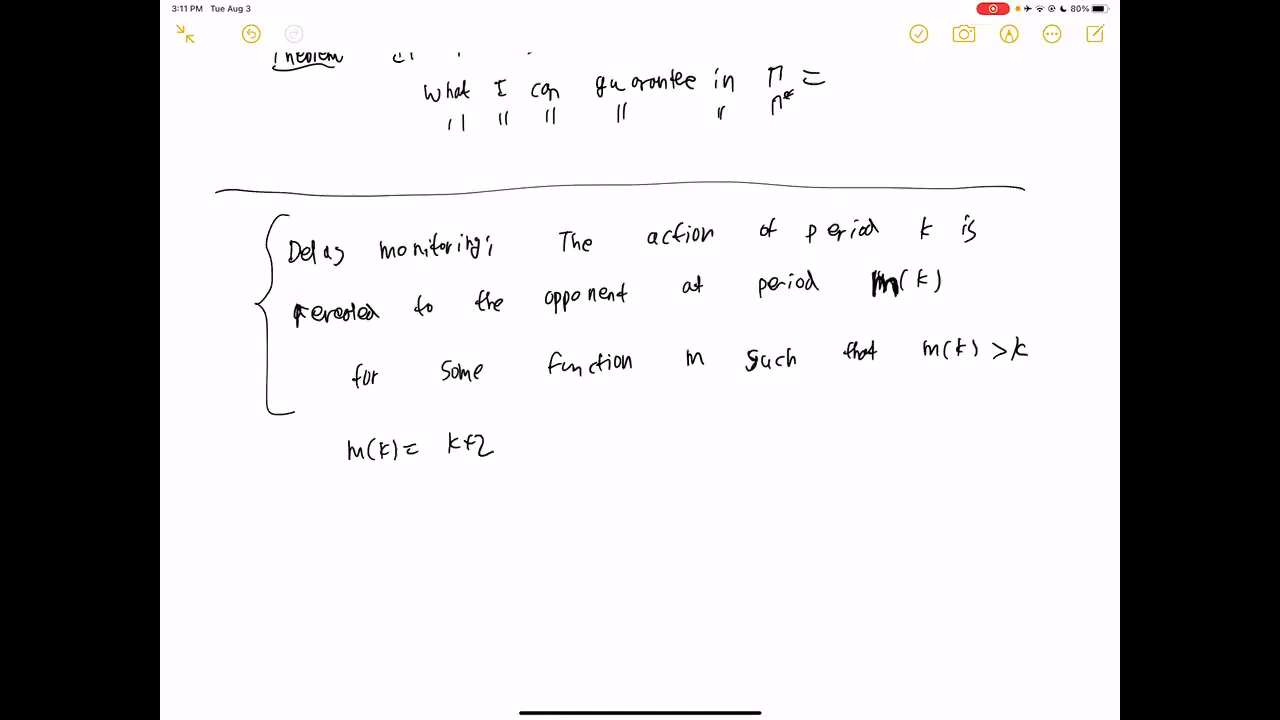 3:11 PM Tue Aug 3
80%
Theorem
What I can guarantee in Π =
" " " " " Π*
Delay monitoring: The action of period k is
revealed to the opponent at period m(k)
for some function m such that m(k) > k
m(k) = k+2